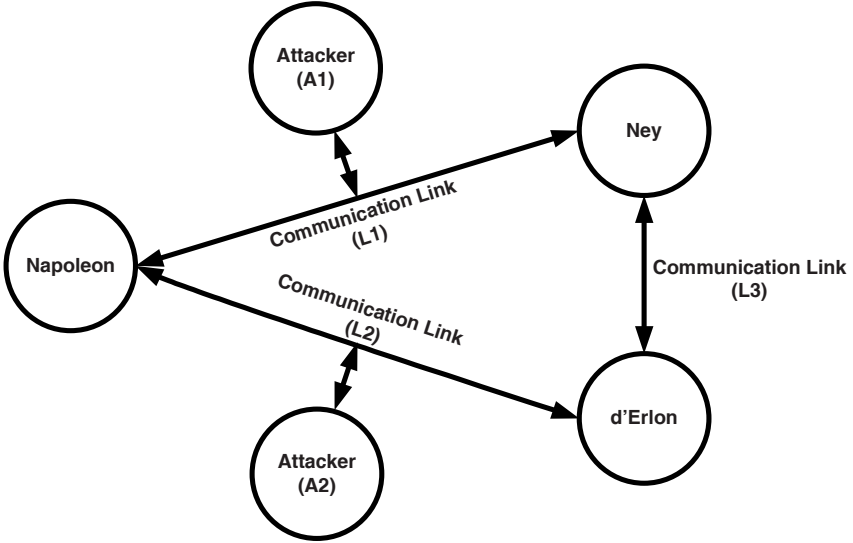 Attacker
(A1)
Ney
Communication Link
(L1)
Napoleon
Communication Link
(L3)
Communication Link
(L2)
d'Erlon
Attacker
(A2)